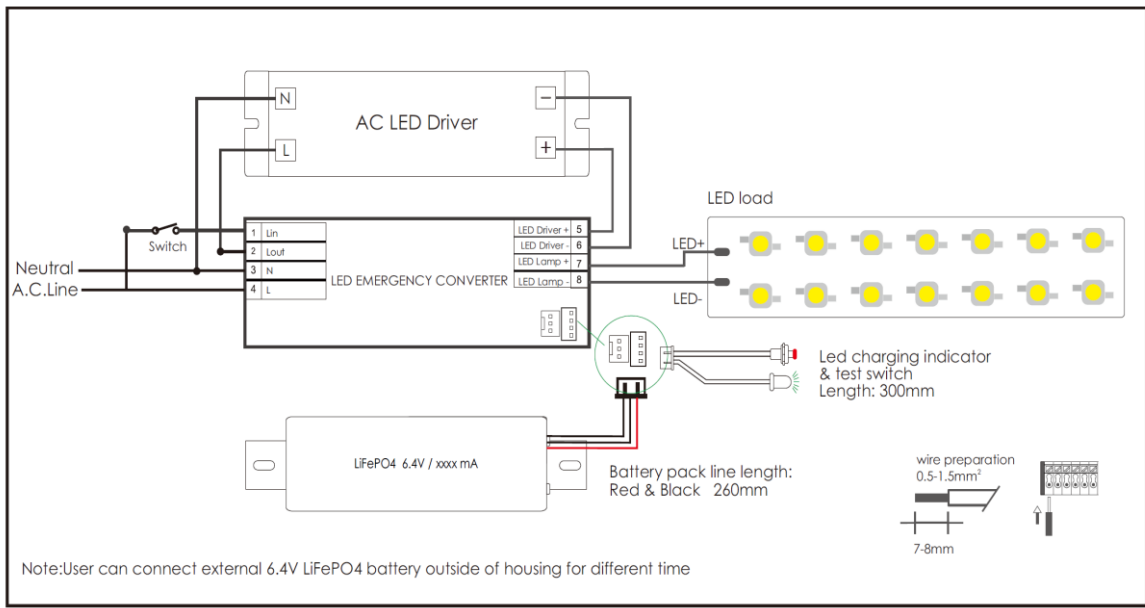 N
AC LED Driver
−
L
+
LED load
Switch
1 Lin
2 Lout
3 N
4 L
LED EMERGENCY CONVERTER
LED Driver + 5
LED Driver - 6
LED Lamp + 7
LED Lamp - 8
LED+
LED-
Neutral
A.C.Line
Led charging indicator
& test switch
Length: 300mm
LiFePO4 6.4V / xxxx mA
Battery pack line length:
Red & Black 260mm
wire preparation
0.5-1.5mm²
7-8mm
Note:User can connect external 6.4V LiFePO4 battery outside of housing for different time